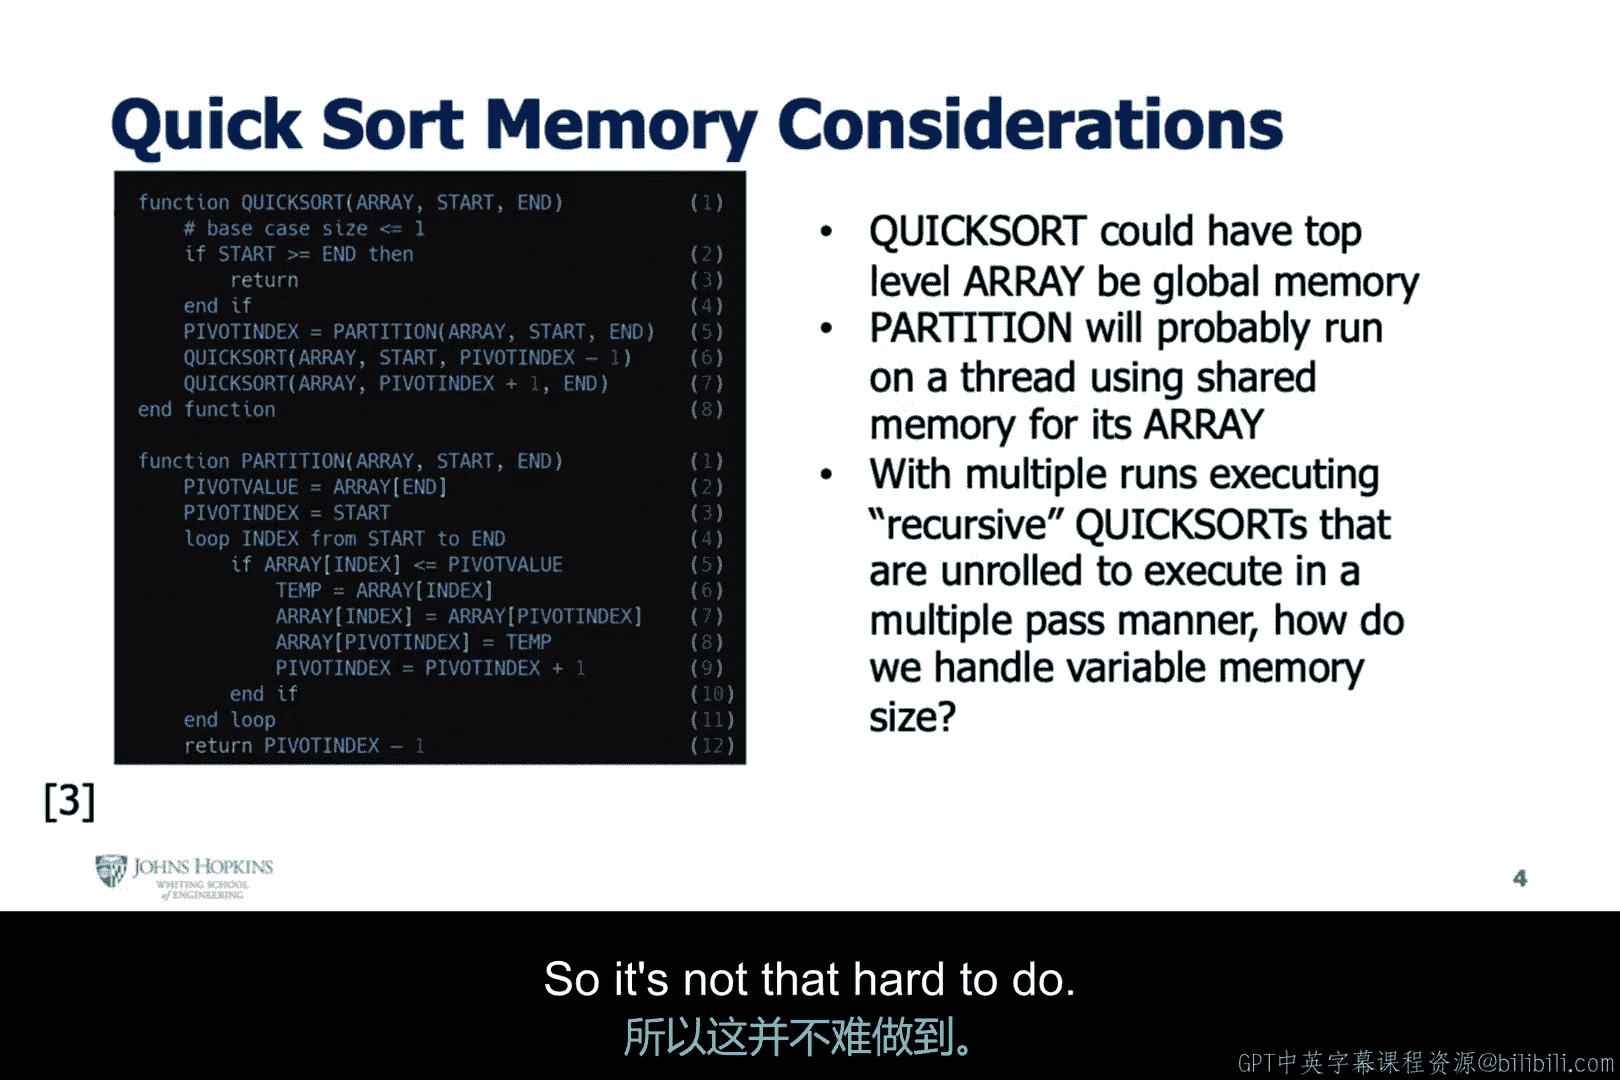 Quick Sort Memory Considerations
function QUICKSORT(ARRAY, START, END) (1)
# base case size <= 1
if START >= END then (2)
return (3)
end if (4)
PIVOTINDEX = PARTITION(ARRAY, START, END) (5)
QUICKSORT(ARRAY, START, PIVOTINDEX – 1) (6)
QUICKSORT(ARRAY, PIVOTINDEX + 1, END) (7)
end function (8)
function PARTITION(ARRAY, START, END) (1)
PIVOTVALUE = ARRAY[END] (2)
PIVOTINDEX = START (3)
loop INDEX from START to END (4)
if ARRAY[INDEX] <= PIVOTVALUE (5)
TEMP = ARRAY[INDEX] (6)
ARRAY[INDEX] = ARRAY[PIVOTINDEX] (7)
ARRAY[PIVOTINDEX] = TEMP (8)
PIVOTINDEX = PIVOTINDEX + 1 (9)
end if (10)
end loop (11)
return PIVOTINDEX – 1 (12)
• QUICKSORT could have top
level ARRAY be global memory
• PARTITION will probably run
on a thread using shared
memory for its ARRAY
• With multiple runs executing
“recursive” QUICKSORTs that
are unrolled to execute in a
multiple pass manner, how do
we handle variable memory
size?
[3]
JOHNS HOPKINS
WHITING SCHOOL
of ENGINEERING
4
So it's not that hard to do.
所以这并不难做到。
GPT中英字幕课程资源@bilibili.com